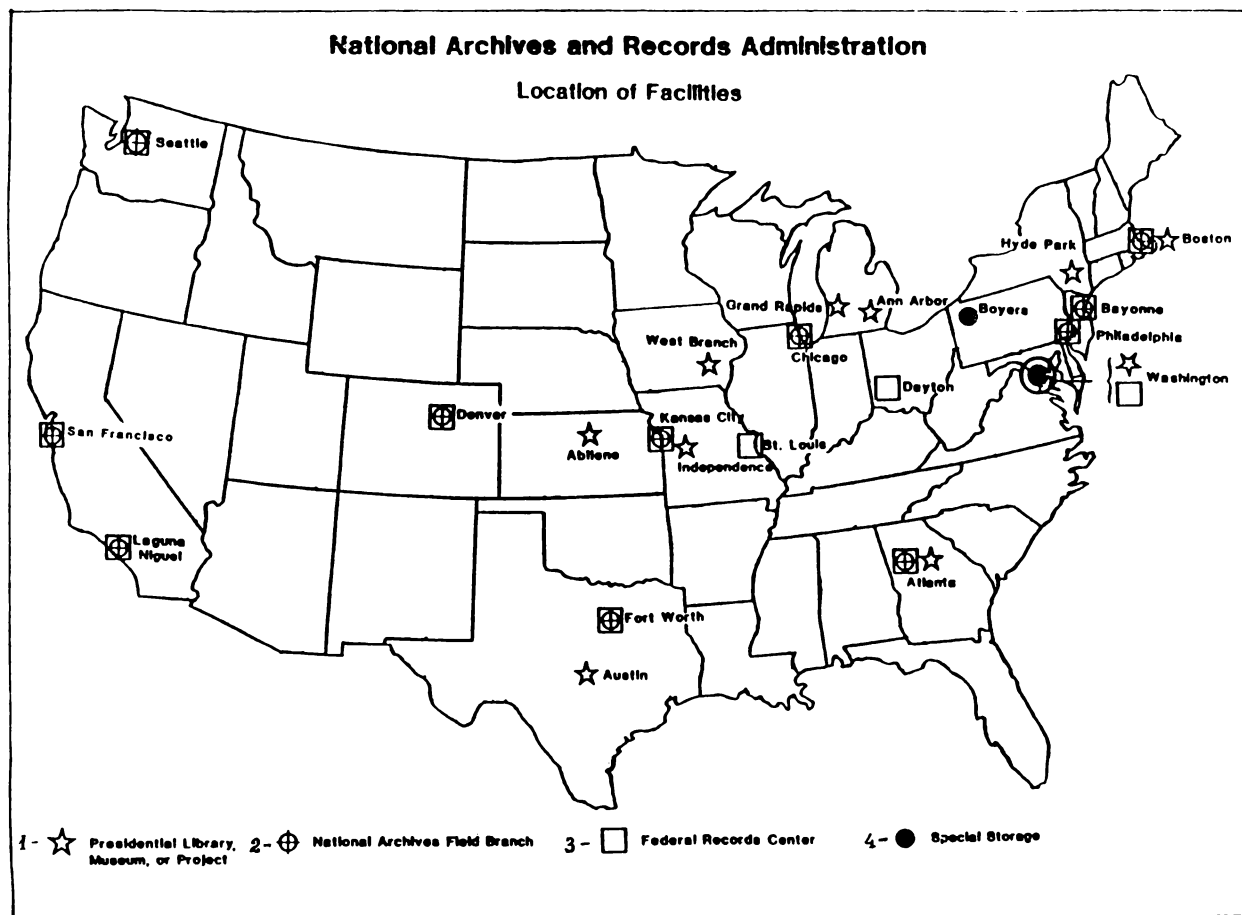 National Archives and Records Administration
Location of Facilities
Seattle
Hyde Park
Boston
Grand Rapids
Ann Arbor
Boyers
Bayonne
Philadelphia
West Branch
Chicago
Washington
Dayton
Denver
Kansas City
San Francisco
Abilene
St. Louis
Independence
Laguna
Niguel
Atlanta
Fort Worth
Austin
1- Presidential Library,
Museum, or Project
2- National Archives Field Branch
3- Federal Records Center
4- Special Storage